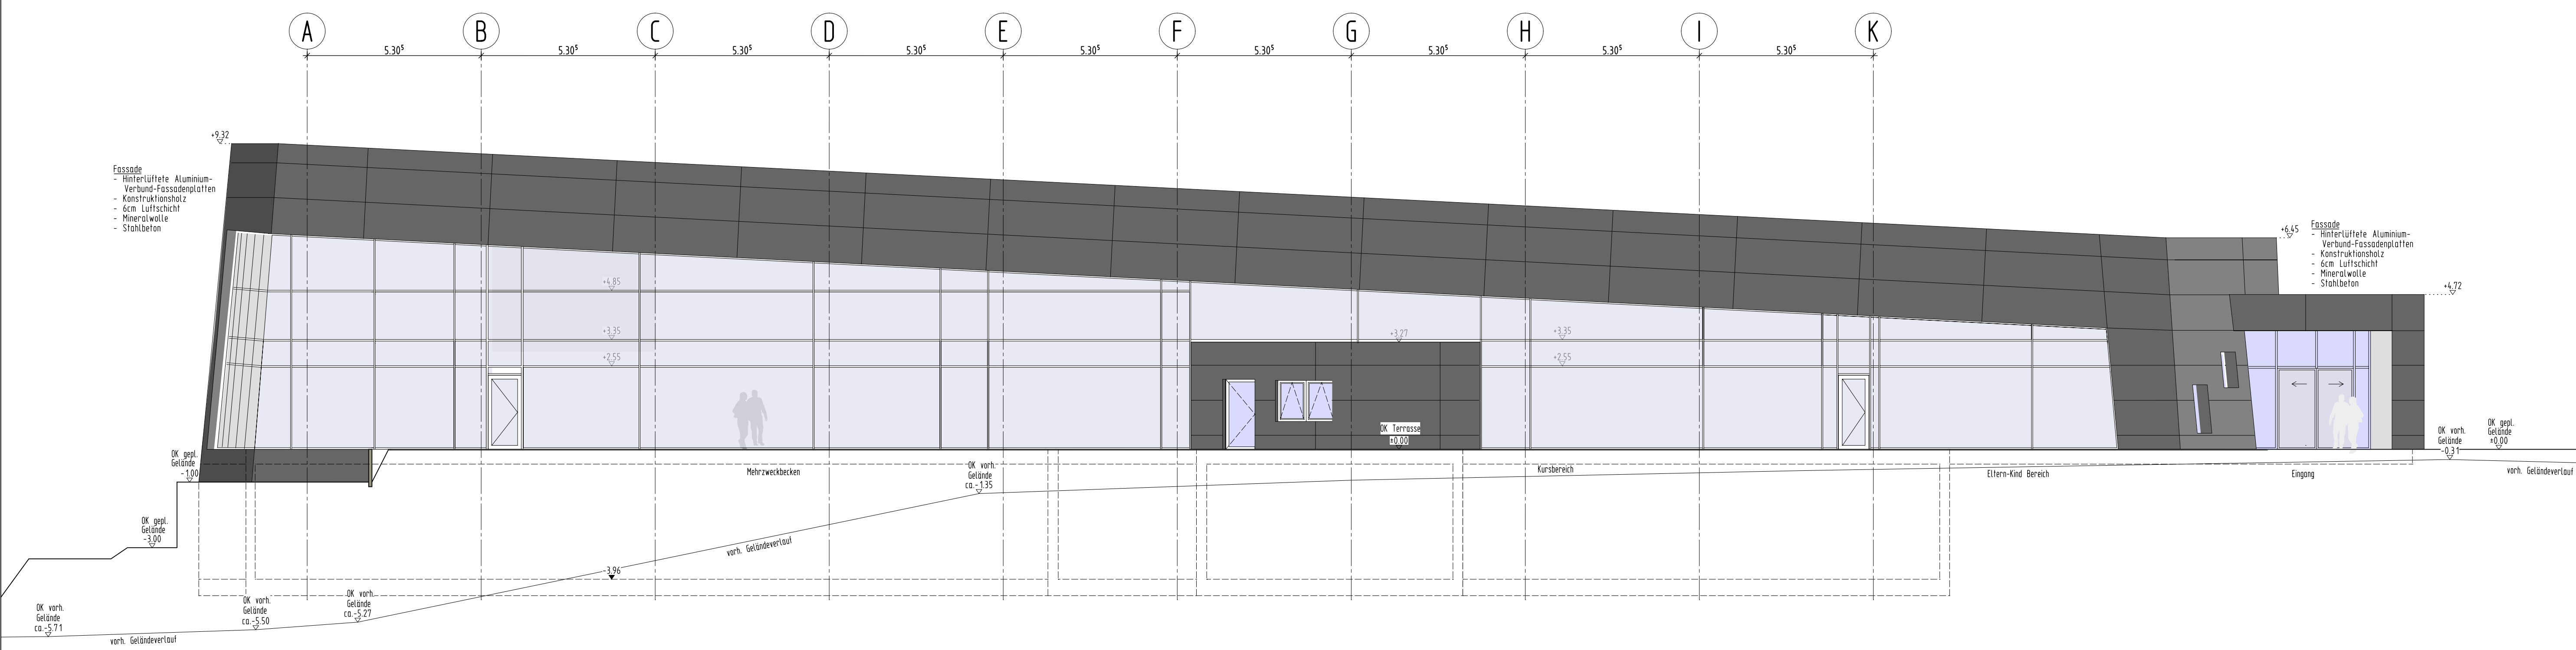 A B C D E F G H I K
5.30⁵ 5.30⁵ 5.30⁵ 5.30⁵ 5.30⁵ 5.30⁵ 5.30⁵ 5.30⁵ 5.30⁵
+9.32
Fassade
- Hinterlüftete Aluminium-
Verbund-Fassadenplatten
- Konstruktionsholz
- 6cm Luftschicht
- Mineralwolle
- Stahlbeton
+6.45
Fassade
- Hinterlüftete Aluminium-
Verbund-Fassadenplatten
- Konstruktionsholz
- 6cm Luftschicht
- Mineralwolle
- Stahlbeton
+4.72
+4.85
+3.35
+2.55
+3.27
+3.35
+2.55
OK Terrasse
±0.00
OK gepl.
Gelände
-1.00
OK vorh.
Gelände
-0.31
OK gepl.
Gelände
±0.00
Mehrzweckbecken
Kursbereich
Eltern-Kind Bereich
Eingang
vorh. Geländeverlauf
OK vorh.
Gelände
ca.-1.35
OK gepl.
Gelände
-3.00
vorh. Geländeverlauf
-3.96
OK vorh.
Gelände
ca.-5.71
OK vorh.
Gelände
ca.-5.50
OK vorh.
Gelände
ca.-5.27
vorh. Geländeverlauf